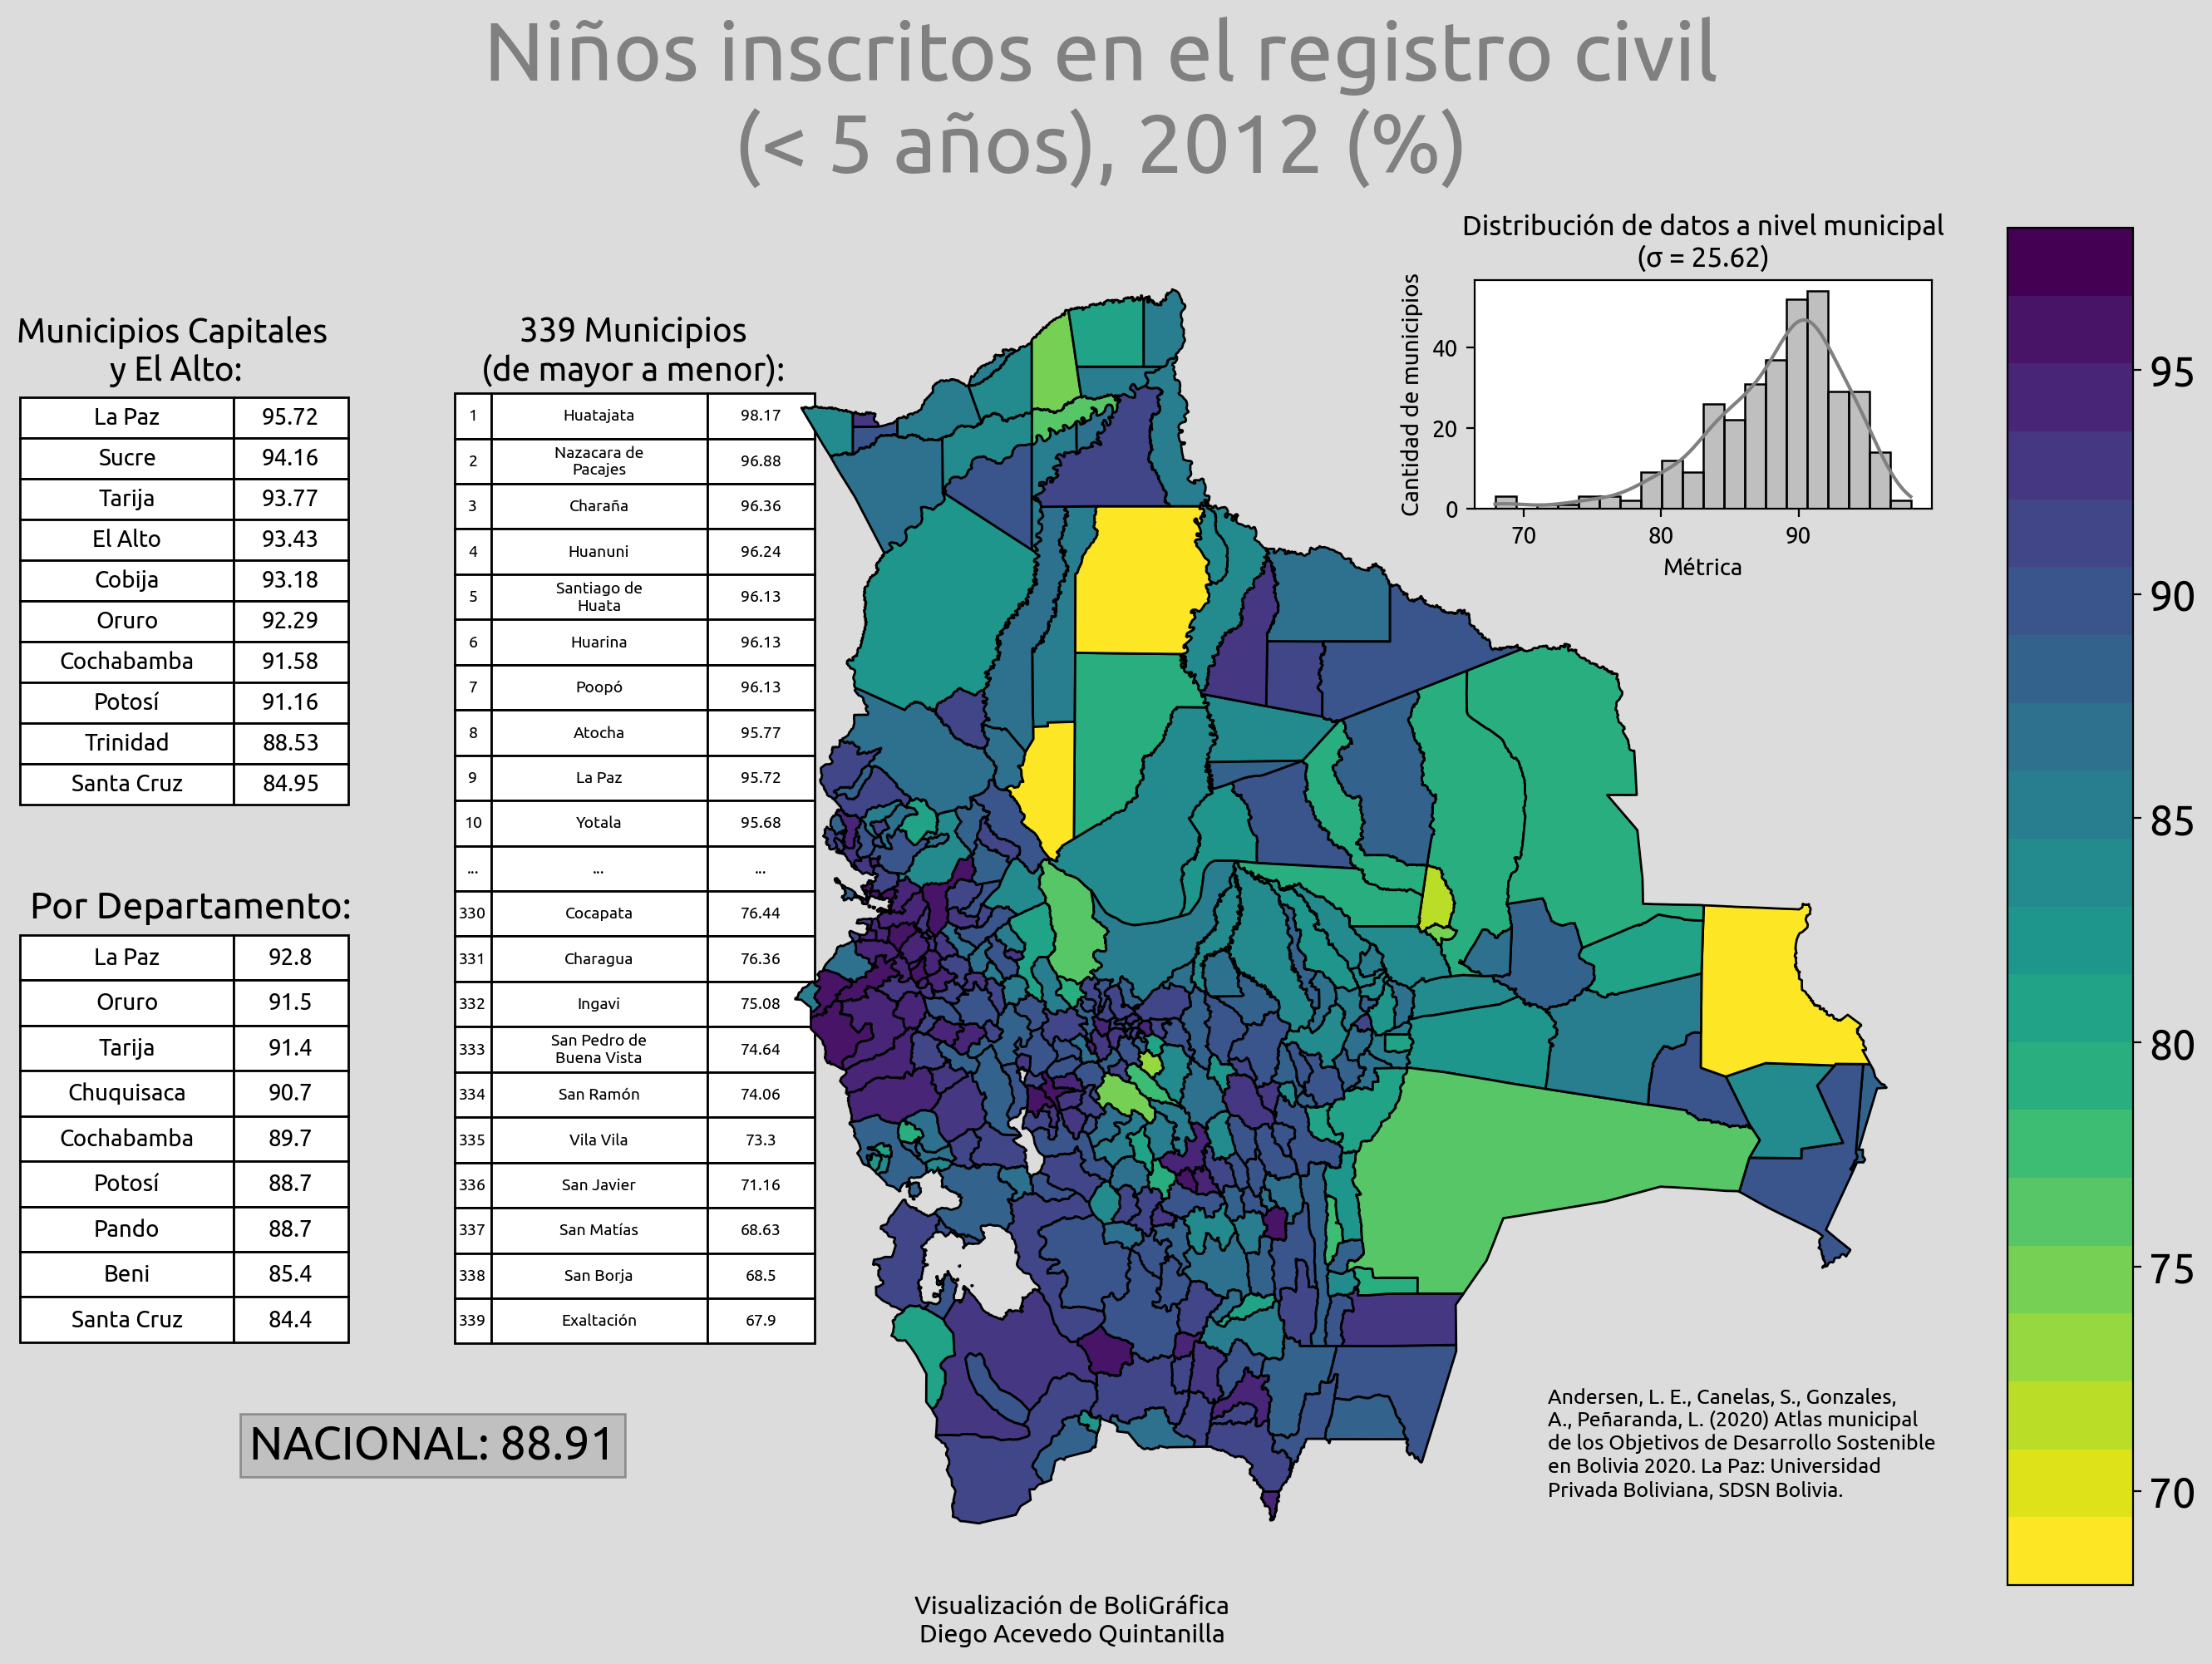 Niños inscritos en el registro civil
(< 5 años), 2012 (%)
Municipios Capitales
y El Alto:
La Paz 95.72
Sucre 94.16
Tarija 93.77
El Alto 93.43
Cobija 93.18
Oruro 92.29
Cochabamba 91.58
Potosí 91.16
Trinidad 88.53
Santa Cruz 84.95
Por Departamento:
La Paz 92.8
Oruro 91.5
Tarija 91.4
Chuquisaca 90.7
Cochabamba 89.7
Potosí 88.7
Pando 88.7
Beni 85.4
Santa Cruz 84.4
NACIONAL: 88.91
339 Municipios
(de mayor a menor):
1 Huatajata 98.17
2 Nazacara de
Pacajes 96.88
3 Charaña 96.36
4 Huanuni 96.24
5 Santiago de
Huata 96.13
6 Huarina 96.13
7 Poopó 96.13
8 Atocha 95.77
9 La Paz 95.72
10 Yotala 95.68
... ... ...
330 Cocapata 76.44
331 Charagua 76.36
332 Ingavi 75.08
333 San Pedro de
Buena Vista 74.64
334 San Ramón 74.06
335 Vila Vila 73.3
336 San Javier 71.16
337 San Matías 68.63
338 San Borja 68.5
339 Exaltación 67.9
Distribución de datos a nivel municipal
(σ = 25.62)
Cantidad de municipios
40
20
0
70 80 90
Métrica
95
90
85
80
75
70
Andersen, L. E., Canelas, S., Gonzales,
A., Peñaranda, L. (2020) Atlas municipal
de los Objetivos de Desarrollo Sostenible
en Bolivia 2020. La Paz: Universidad
Privada Boliviana, SDSN Bolivia.
Visualización de BoliGráfica
Diego Acevedo Quintanilla